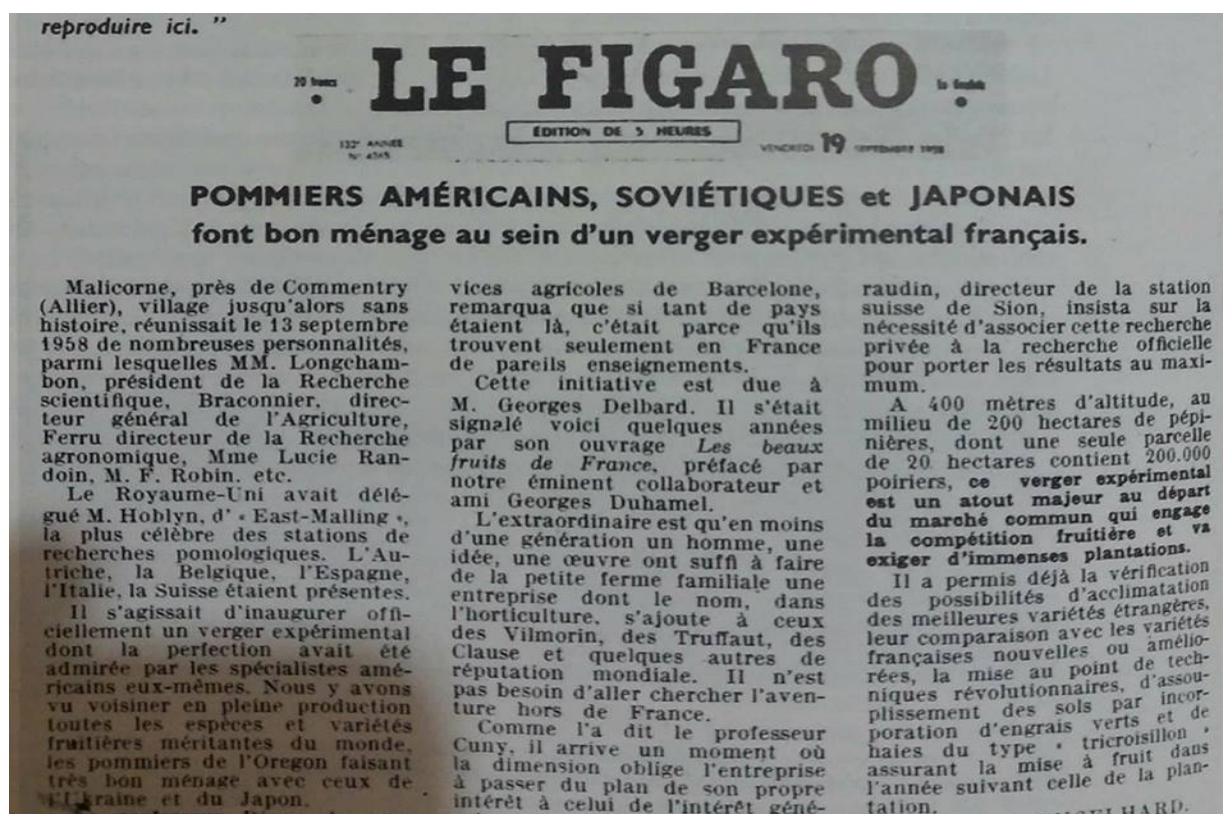 reproduire ici. ”
20 francs
LE FIGARO
ÉDITION DE 5 HEURES
132e ANNÉE
VENDREDI 19 SEPTEMBRE 1958
POMMIERS AMÉRICAINS, SOVIÉTIQUES et JAPONAIS
font bon ménage au sein d'un verger expérimental français.
Malicorne, près de Commentry
(Allier), village jusqu'alors sans
histoire, réunissait le 13 septembre
1958 de nombreuses personnalités,
parmi lesquelles MM. Longcham-
bon, président de la Recherche
scientifique, Braconnier, direc-
teur général de l'Agriculture,
Ferru directeur de la Recherche
agronomique, Mme Lucie Ran-
doin, M. F. Robin. etc.
Le Royaume-Uni avait délé-
gué M. Hoblyn, d' « East-Malling »,
la plus célèbre des stations de
recherches pomologiques. L'Au-
triche, la Belgique, l'Espagne,
l'Italie, la Suisse étaient présentes.
Il s'agissait d'inaugurer offi-
ciellement un verger expérimental
dont la perfection avait été
admirée par les spécialistes amé-
ricains eux-mêmes. Nous y avons
vu voisiner en pleine production
toutes les espèces et variétés
fruitières méritantes du monde,
les pommiers de l'Oregon faisant
très bon ménage avec ceux de
l'Ukraine et du Japon.
vices agricoles de Barcelone,
remarqua que si tant de pays
étaient là, c'était parce qu'ils
trouvent seulement en France
de pareils enseignements.
Cette initiative est due à
M. Georges Delbard. Il s'était
signalé voici quelques années
par son ouvrage Les beaux
fruits de France, préfacé par
notre éminent collaborateur et
ami Georges Duhamel.
L'extraordinaire est qu'en moins
d'une génération un homme, une
idée, une œuvre ont suffi à faire
de la petite ferme familiale une
entreprise dont le nom, dans
l'horticulture, s'ajoute à ceux
des Vilmorin, des Truffaut, des
Clause et quelques autres de
réputation mondiale. Il n'est
pas besoin d'aller chercher l'aven-
ture hors de France.
Comme l'a dit le professeur
Cuny, il arrive un moment où
la dimension oblige l'entreprise
à passer du plan de son propre
intérêt à celui de l'intérêt géné-
raudin, directeur de la station
suisse de Sion, insista sur la
nécessité d'associer cette recherche
privée à la recherche officielle
pour porter les résultats au maxi-
mum.
A 400 mètres d'altitude, au
milieu de 200 hectares de pépi-
nières, dont une seule parcelle
de 20 hectares contient 200.000
poiriers, ce verger expérimental
est un atout majeur au départ
du marché commun qui engage
la compétition fruitière et va
exiger d'immenses plantations.
Il a permis déjà la vérification
des possibilités d'acclimatation
des meilleures variétés étrangères,
leur comparaison avec les variétés
françaises nouvelles ou amélio-
rées, la mise au point de tech-
niques révolutionnaires, d'assou-
plissement des sols par incor-
poration d'engrais verts et de
haies du type « tricroisillon »
assurant la mise à fruit dans
l'année suivant celle de la plan-
tation.